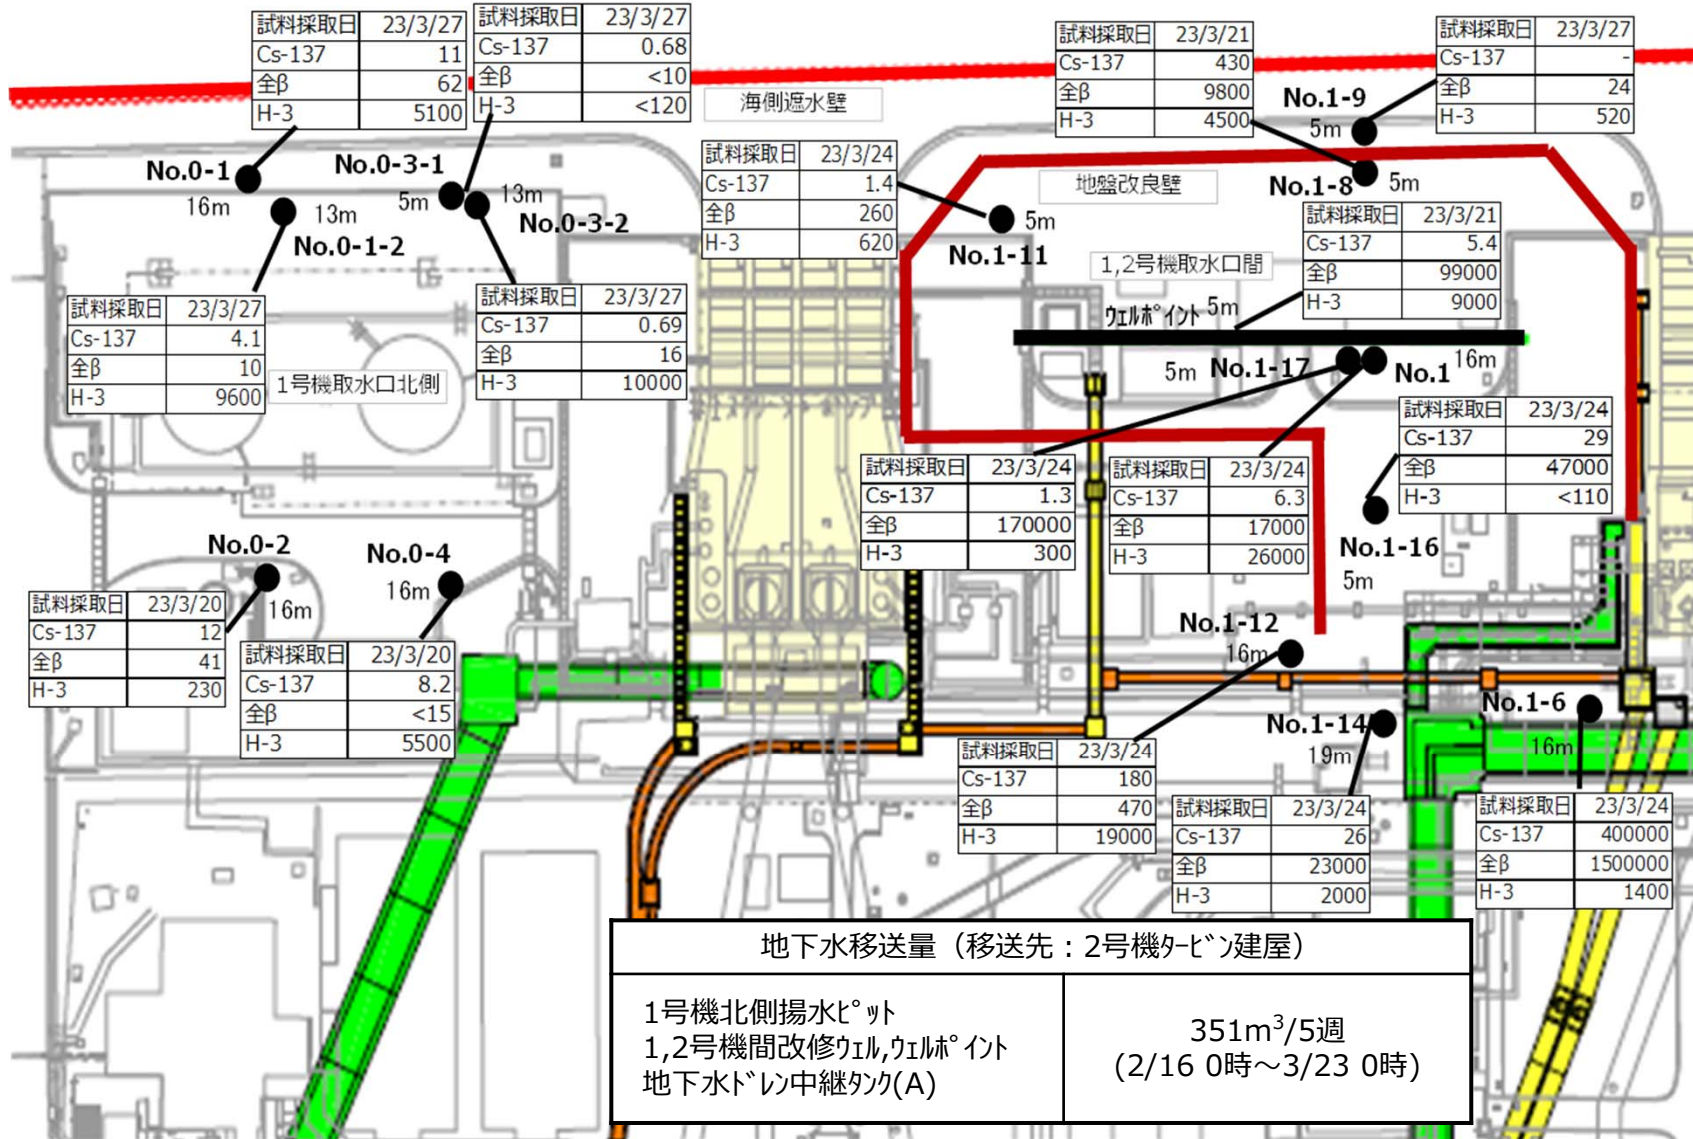 試料採取日 23/3/27
Cs-137 11
全β 62
H-3 5100
試料採取日 23/3/27
Cs-137 0.68
全β <10
H-3 <120
海側遮水壁
試料採取日 23/3/21
Cs-137 430
全β 9800
H-3 4500
試料採取日 23/3/27
Cs-137 -
全β 24
H-3 520
No.1-9
5m
No.0-1
16m
No.0-3-1
5m
13m
No.0-3-2
13m
No.0-1-2
試料採取日 23/3/24
Cs-137 1.4
全β 260
H-3 620
5m
No.1-11
地盤改良壁
No.1-8
5m
試料採取日 23/3/21
Cs-137 5.4
全β 99000
H-3 9000
1,2号機取水口間
ウェルポイント 5m
試料採取日 23/3/27
Cs-137 4.1
全β 10
H-3 9600
1号機取水口北側
試料採取日 23/3/27
Cs-137 0.69
全β 16
H-3 10000
5m
No.1-17
No.1
16m
試料採取日 23/3/24
Cs-137 29
全β 47000
H-3 <110
試料採取日 23/3/24
Cs-137 1.3
全β 170000
H-3 300
試料採取日 23/3/24
Cs-137 6.3
全β 17000
H-3 26000
No.1-16
5m
No.0-2
16m
No.0-4
16m
試料採取日 23/3/20
Cs-137 12
全β 41
H-3 230
試料採取日 23/3/20
Cs-137 8.2
全β <15
H-3 5500
No.1-12
16m
No.1-14
19m
No.1-6
16m
試料採取日 23/3/24
Cs-137 180
全β 470
H-3 19000
試料採取日 23/3/24
Cs-137 26
全β 23000
H-3 2000
試料採取日 23/3/24
Cs-137 400000
全β 1500000
H-3 1400
地下水移送量（移送先：2号機タービン建屋）
1号機北側揚水ピット
1,2号機間改修ウェル,ウェルポイント
地下水ドレン中継タンク(A)
351m³/5週
(2/16 0時～3/23 0時)